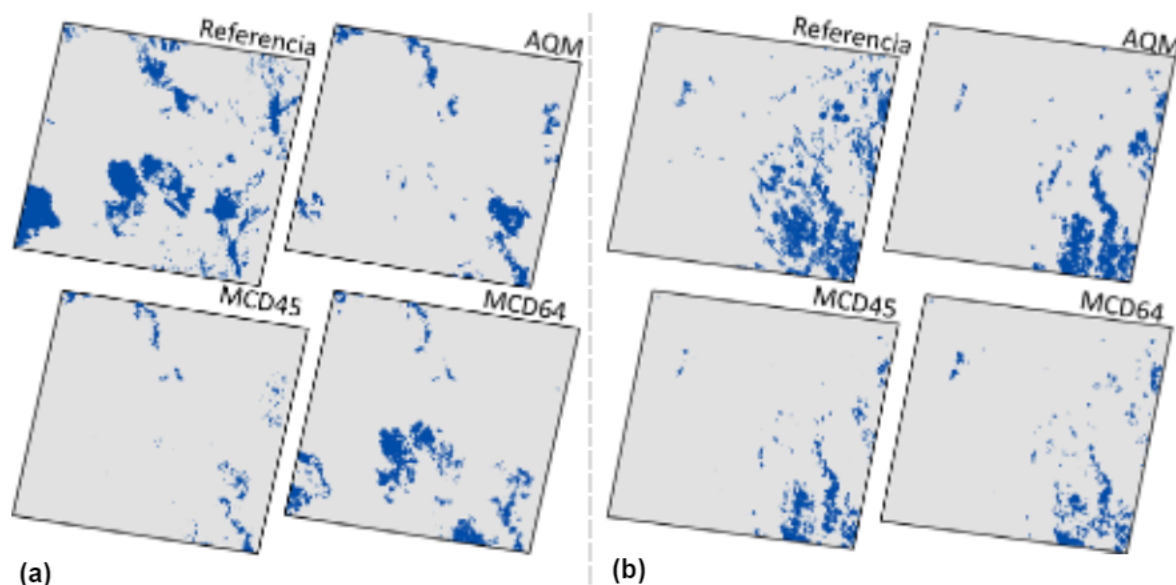 Referencia
AQM
MCD45
MCD64
(a)
Referencia
AQM
MCD45
MCD64
(b)